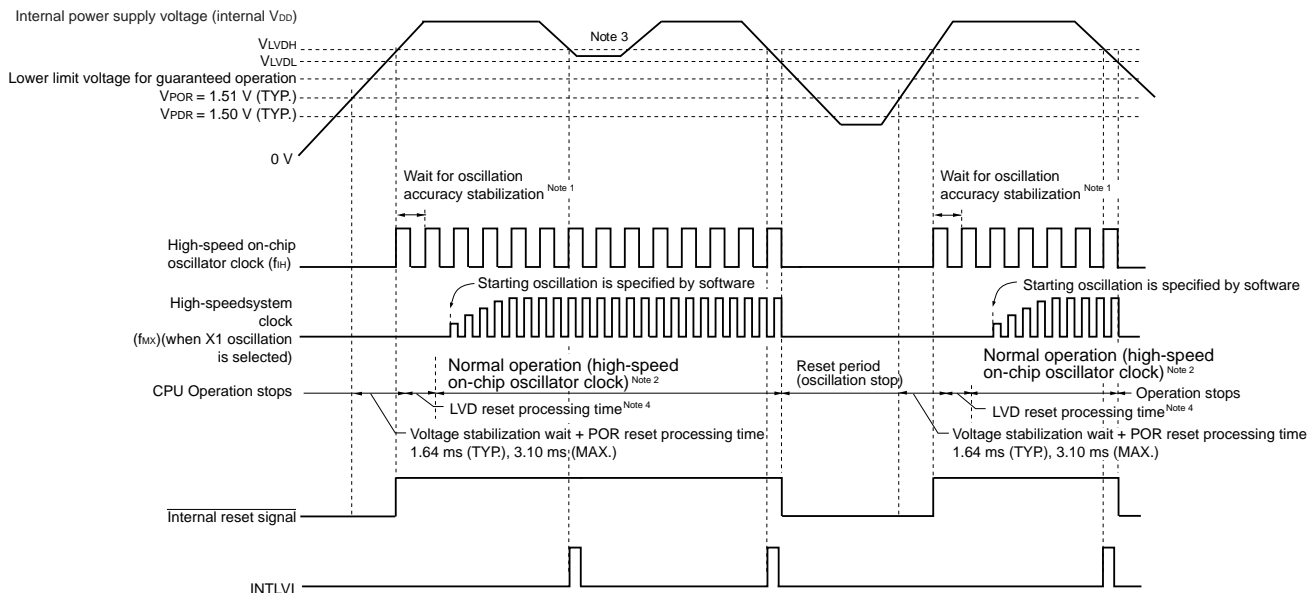 Internal power supply voltage (internal VDD)
Note 3
VLVDH
VLVDL
Lower limit voltage for guaranteed operation
VPOR = 1.51 V (TYP.)
VPDR = 1.50 V (TYP.)
0 V
Wait for oscillation
accuracy stabilization Note 1
Wait for oscillation
accuracy stabilization Note 1
High-speed on-chip
oscillator clock (fIH)
Starting oscillation is specified by software
Starting oscillation is specified by software
High-speedsystem
clock
(fMX)(when X1 oscillation
is selected)
Normal operation (high-speed
on-chip oscillator clock) Note 2
Reset period
(oscillation stop)
Normal operation (high-speed
on-chip oscillator clock) Note 2
CPU Operation stops
Operation stops
LVD reset processing time Note 4
LVD reset processing time Note 4
Voltage stabilization wait + POR reset processing time
1.64 ms (TYP.), 3.10 ms (MAX.)
Voltage stabilization wait + POR reset processing time
1.64 ms (TYP.), 3.10 ms (MAX.)
Internal reset signal
INTLVI